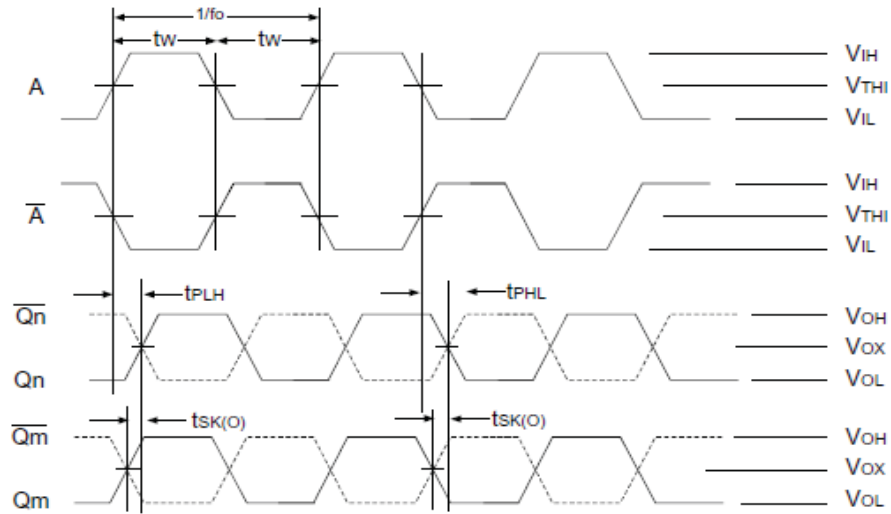 1/fo
tW tW
A
VIH
VTHI
VIL
A
VIH
VTHI
VIL
tPLH
tPHL
Qn
VOH
VOX
Qn
VOL
tSK(O)
tSK(O)
Qm
VOH
VOX
Qm
VOL